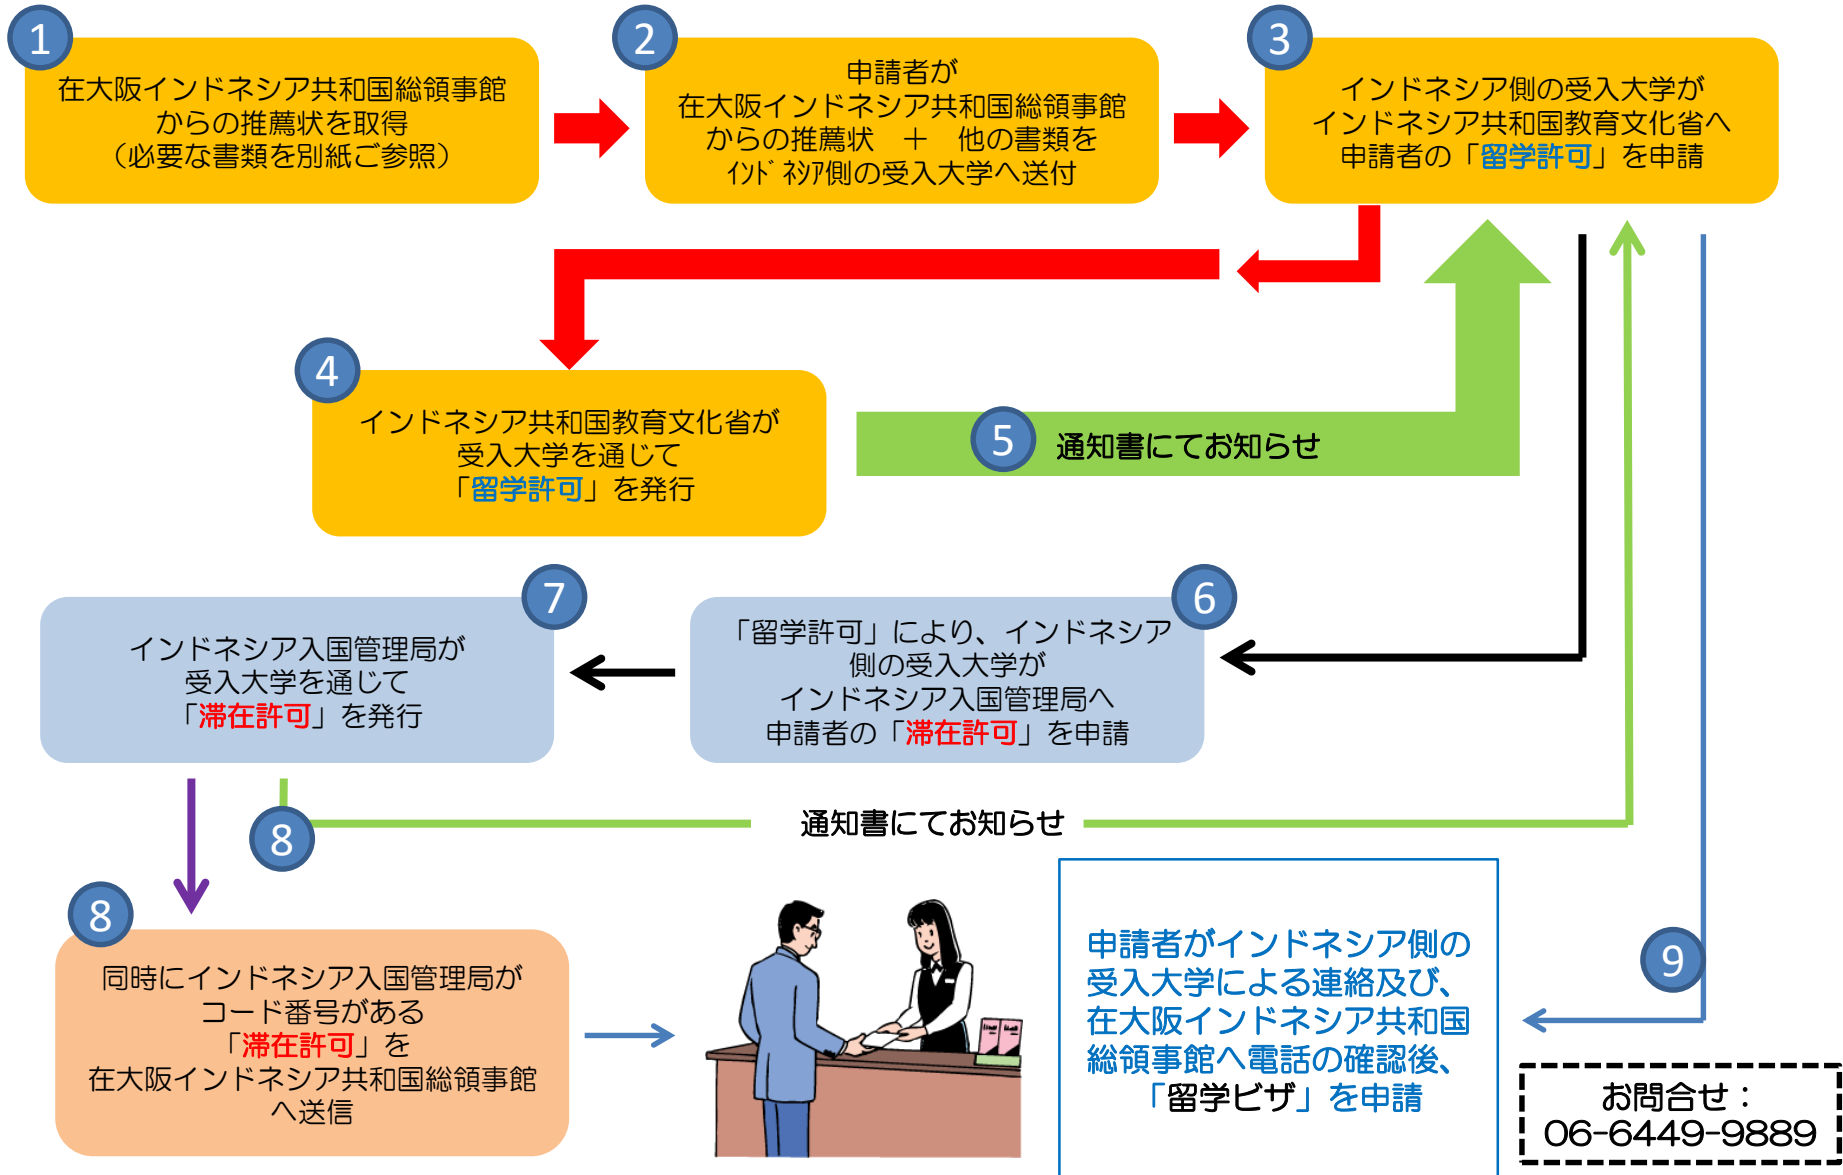 1
在大阪インドネシア共和国総領事館
からの推薦状を取得
（必要な書類を別紙ご参照）
2
申請者が
在大阪インドネシア共和国総領事館
からの推薦状　＋　他の書類を
ｲﾝﾄﾞﾈｼｱ側の受入大学へ送付
3
インドネシア側の受入大学が
インドネシア共和国教育文化省へ
申請者の「留学許可」を申請
4
インドネシア共和国教育文化省が
受入大学を通じて
「留学許可」を発行
5
通知書にてお知らせ
6
「留学許可」により、インドネシア
側の受入大学が
インドネシア入国管理局へ
申請者の「滞在許可」を申請
7
インドネシア入国管理局が
受入大学を通じて
「滞在許可」を発行
8
通知書にてお知らせ
8
同時にインドネシア入国管理局が
コード番号がある
「滞在許可」を
在大阪インドネシア共和国総領事館
へ送信
9
申請者がインドネシア側の
受入大学による連絡及び、
在大阪インドネシア共和国
総領事館へ電話の確認後、
「留学ビザ」を申請
お問合せ：
06-6449-9889